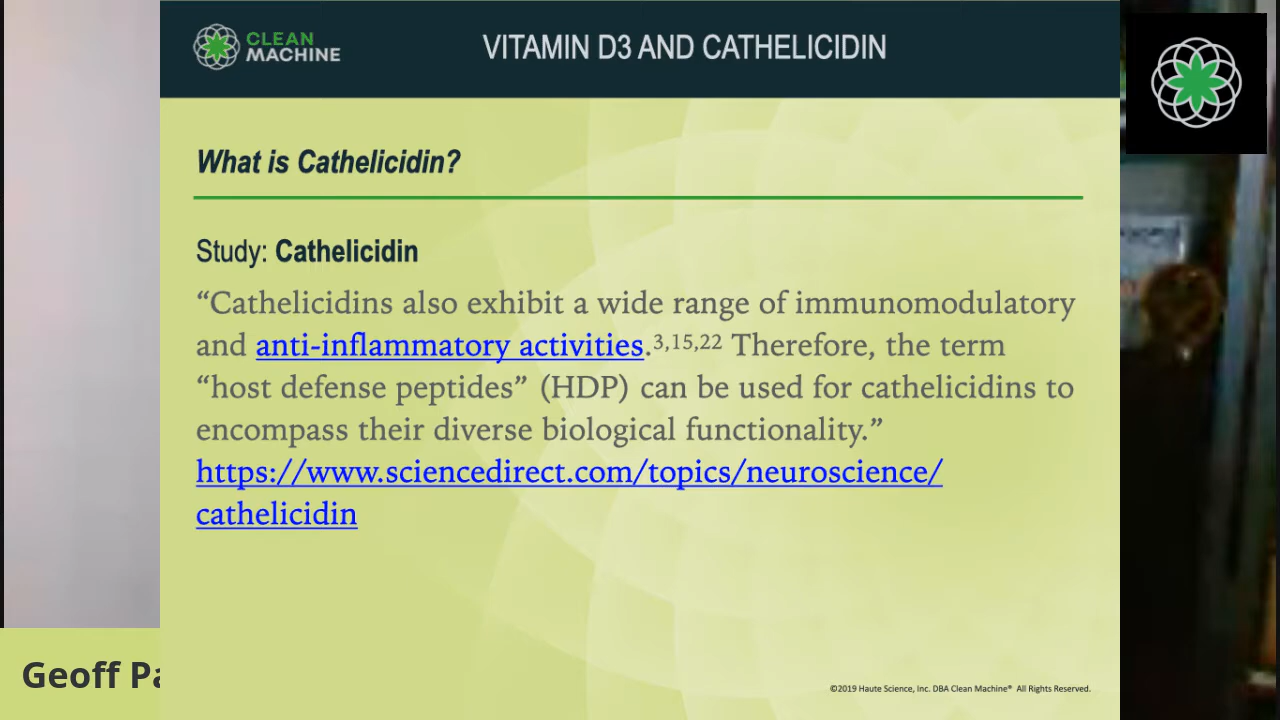 CLEAN
MACHINE
VITAMIN D3 AND CATHELICIDIN
What is Cathelicidin?
Study: Cathelicidin
“Cathelicidins also exhibit a wide range of immunomodulatory
and anti-inflammatory activities.3,15,22 Therefore, the term
“host defense peptides” (HDP) can be used for cathelicidins to
encompass their diverse biological functionality.”
https://www.sciencedirect.com/topics/neuroscience/
cathelicidin
Geoff Pa
©2019 Haute Science, Inc. DBA Clean Machine® All Rights Reserved.